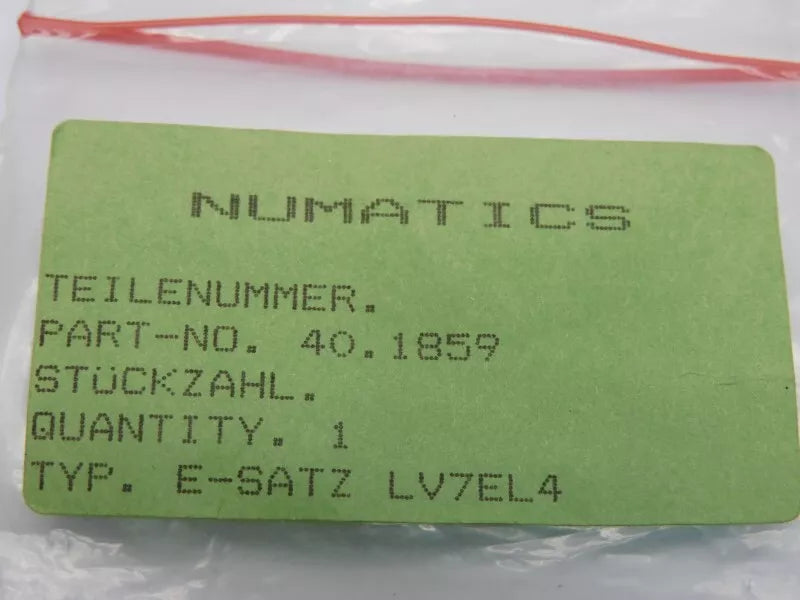 NUMATICS
TEILENUMMER.
PART-NO. 40.1859
STüCKZAHL.
QUANTITY. 1
TYP. E-SATZ LV7EL4